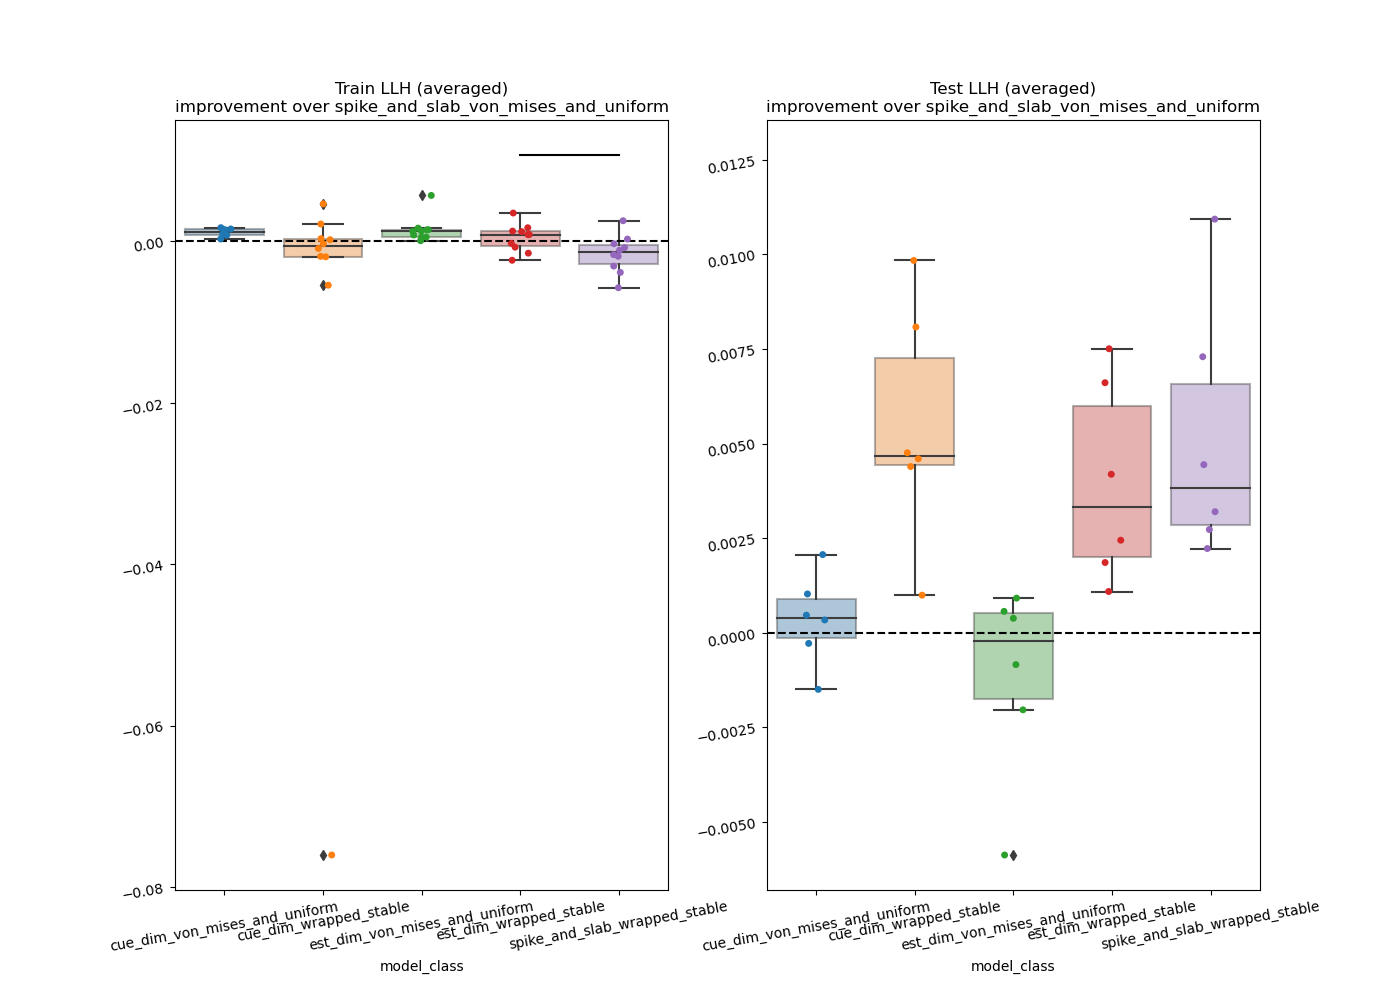 Train LLH (averaged)
improvement over spike_and_slab_von_mises_and_uniform
0.00
−0.02
−0.04
−0.06
−0.08
cue_dim_von_mises_and_uniform
cue_dim_wrapped_stable
est_dim_von_mises_and_uniform
est_dim_wrapped_stable
spike_and_slab_wrapped_stable
model_class
Test LLH (averaged)
improvement over spike_and_slab_von_mises_and_uniform
0.0125
0.0100
0.0075
0.0050
0.0025
0.0000
−0.0025
−0.0050
cue_dim_von_mises_and_uniform
cue_dim_wrapped_stable
est_dim_von_mises_and_uniform
est_dim_wrapped_stable
spike_and_slab_wrapped_stable
model_class